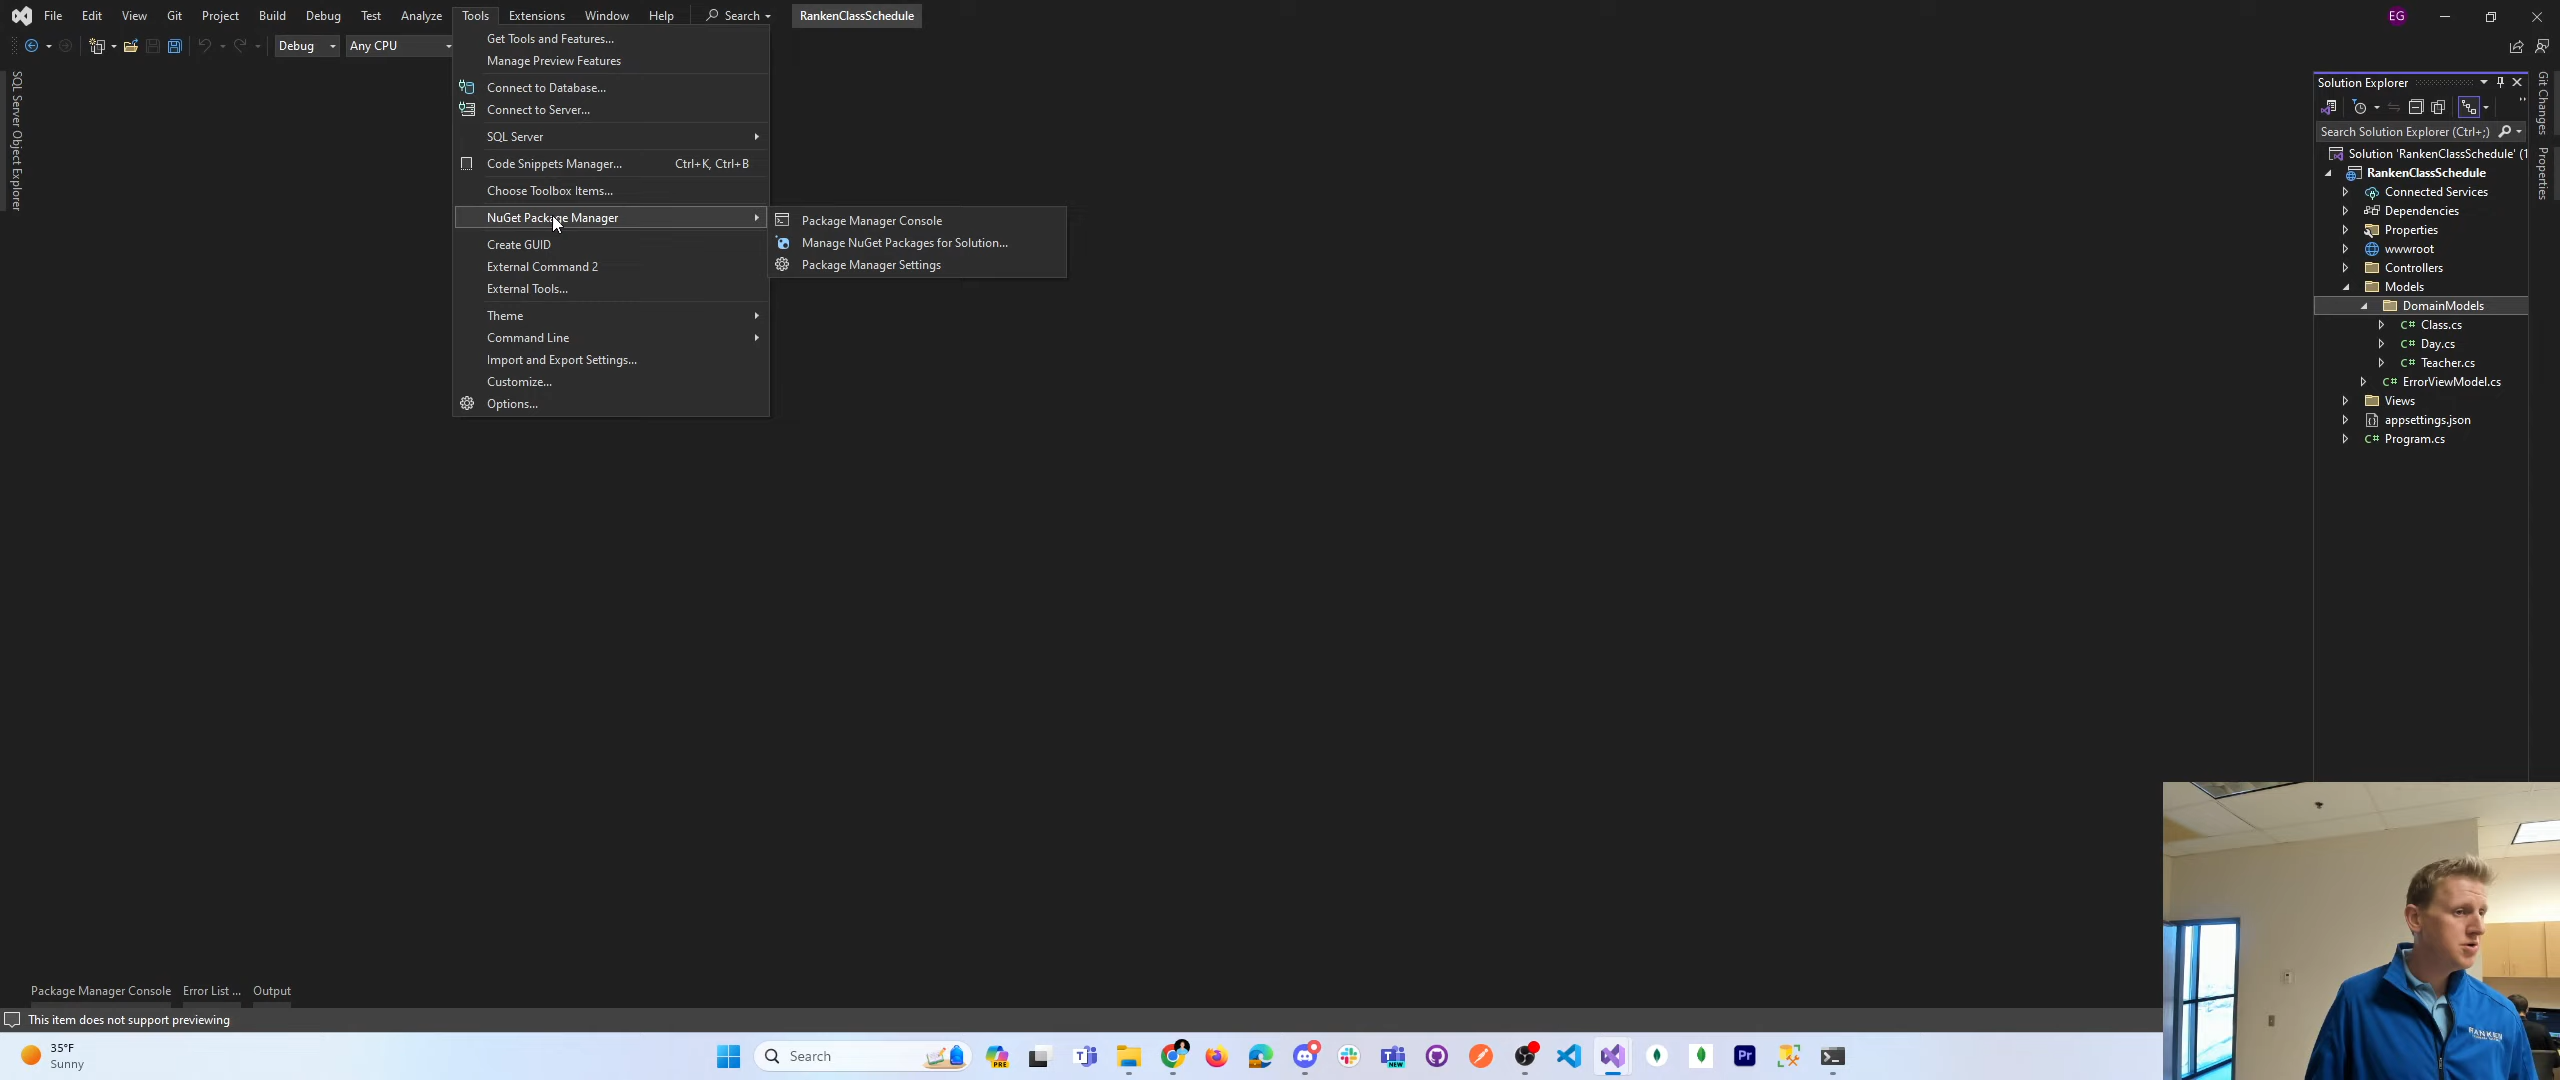 File Edit View Git Project Build Debug Test Analyze Tools Extensions Window Help Search RankenClassSchedule EG
Debug Any CPU
SQL Server Object Explorer
Get Tools and Features...
Manage Preview Features
Connect to Database...
Connect to Server...
SQL Server
Code Snippets Manager... Ctrl+K, Ctrl+B
Choose Toolbox Items...
NuGet Package Manager
Create GUID
External Command 2
External Tools...
Theme
Command Line
Import and Export Settings...
Customize...
Options...
Package Manager Console
Manage NuGet Packages for Solution...
Package Manager Settings
Solution Explorer
Search Solution Explorer (Ctrl+;)
Solution 'RankenClassSchedule' (1
RankenClassSchedule
Connected Services
Dependencies
Properties
wwwroot
Controllers
Models
DomainModels
C# Class.cs
C# Day.cs
C# Teacher.cs
C# ErrorViewModel.cs
Views
appsettings.json
C# Program.cs
Git Changes
Properties
Package Manager Console Error List ... Output
This item does not support previewing
35°F
Sunny
Search
PRE
NEW
Pr
RANKEN